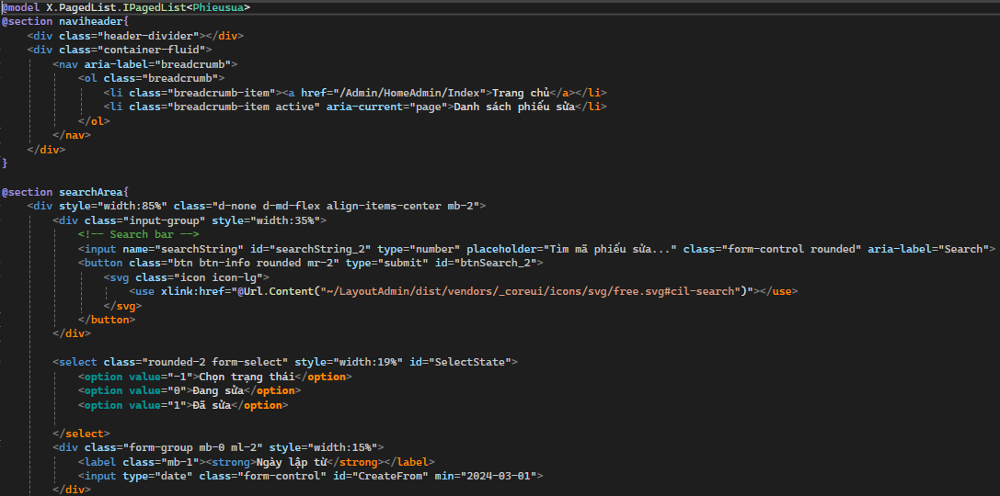 @model X.PagedList.IPagedList<Phieusua>
@section naviheader{
    <div class="header-divider"></div>
    <div class="container-fluid">
        <nav aria-label="breadcrumb">
            <ol class="breadcrumb">
                <li class="breadcrumb-item"><a href="/Admin/HomeAdmin/Index">Trang chủ</a></li>
                <li class="breadcrumb-item active" aria-current="page">Danh sách phiếu sửa</li>
            </ol>
        </nav>
    </div>
}

@section searchArea{
    <div style="width:85%" class="d-none d-md-flex align-items-center mb-2">
        <div class="input-group" style="width:35%">
            <!-- Search bar -->
            <input name="searchString" id="searchString_2" type="number" placeholder="Tìm mã phiếu sửa..." class="form-control rounded" aria-label="Search">
            <button class="btn btn-info rounded mr-2" type="submit" id="btnSearch_2">
                <svg class="icon icon-lg">
                    <use xlink:href="@Url.Content("~/LayoutAdmin/dist/vendors/_coreui/icons/svg/free.svg#cil-search")"></use>
                </svg>
            </button>
        </div>

        <select class="rounded-2 form-select" style="width:19%" id="SelectState">
            <option value="-1">Chọn trạng thái</option>
            <option value="0">Đang sửa</option>
            <option value="1">Đã sửa</option>

        </select>
        <div class="form-group mb-0 ml-2" style="width:15%">
            <label class="mb-1"><strong>Ngày lập từ</strong></label>
            <input type="date" class="form-control" id="CreateFrom" min="2024-03-01">
        </div>